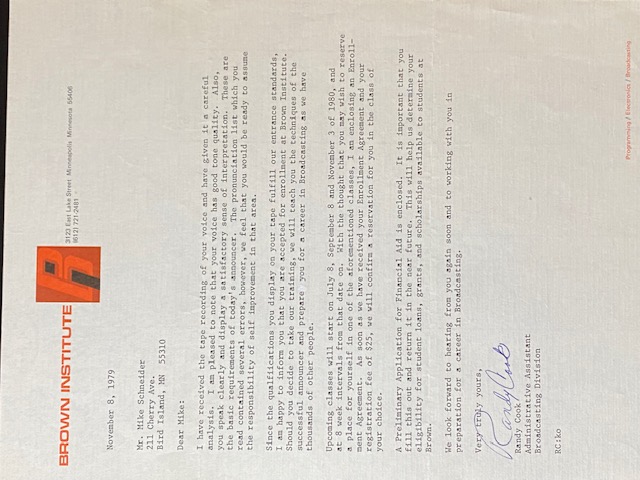 BROWN INSTITUTE
3123 East Lake Street Minneapolis Minnesota 55406
(612) 721-2481
November 8, 1979
Mr. Mike Schneider
211 Cherry Ave.
Bird Island, MN 55310
Dear Mike:
I have received the tape recording of your voice and have given it a careful
analysis. I am pleased to note that your voice has good tone quality. Also,
you speak clearly and display a satisfactory sense of interpretation. These are
the basic requirements of today's announcer. The pronunciation list which you
read contained several errors, however, we feel that you would be ready to assume
the responsibility of self improvement in that area.
Since the qualifications you display on your tape fulfill our entrance standards,
I am happy to inform you that you are accepted for enrollment at Brown Institute.
Should you decide to take our training, we will teach you the techniques of the
successful announcer and prepare you for a career in Broadcasting as we have
thousands of other people.
Upcoming classes will start on July 8, September 8 and November 3 of 1980, and
at 8 week intervals from that date on. With the thought that you may wish to reserve
a place for yourself in one of the aforementioned classes, I am enclosing an Enroll-
ment Agreement. As soon as we have received your Enrollment Agreement and your
registration fee of $25, we will confirm a reservation for you in the class of
your choice.
A Preliminary Application for Financial Aid is enclosed. It is important that you
fill this out and return it in the near future. This will help us determine your
eligibility for student loans, grants, and scholarships available to students at
Brown.
We look forward to hearing from you again soon and to working with you in
preparation for a career in Broadcasting.
Very truly yours,
Randy Cook
Randy Cook
Administrative Assistant
Broadcasting Division
RC:ko
Programming / Electronics / Broadcasting